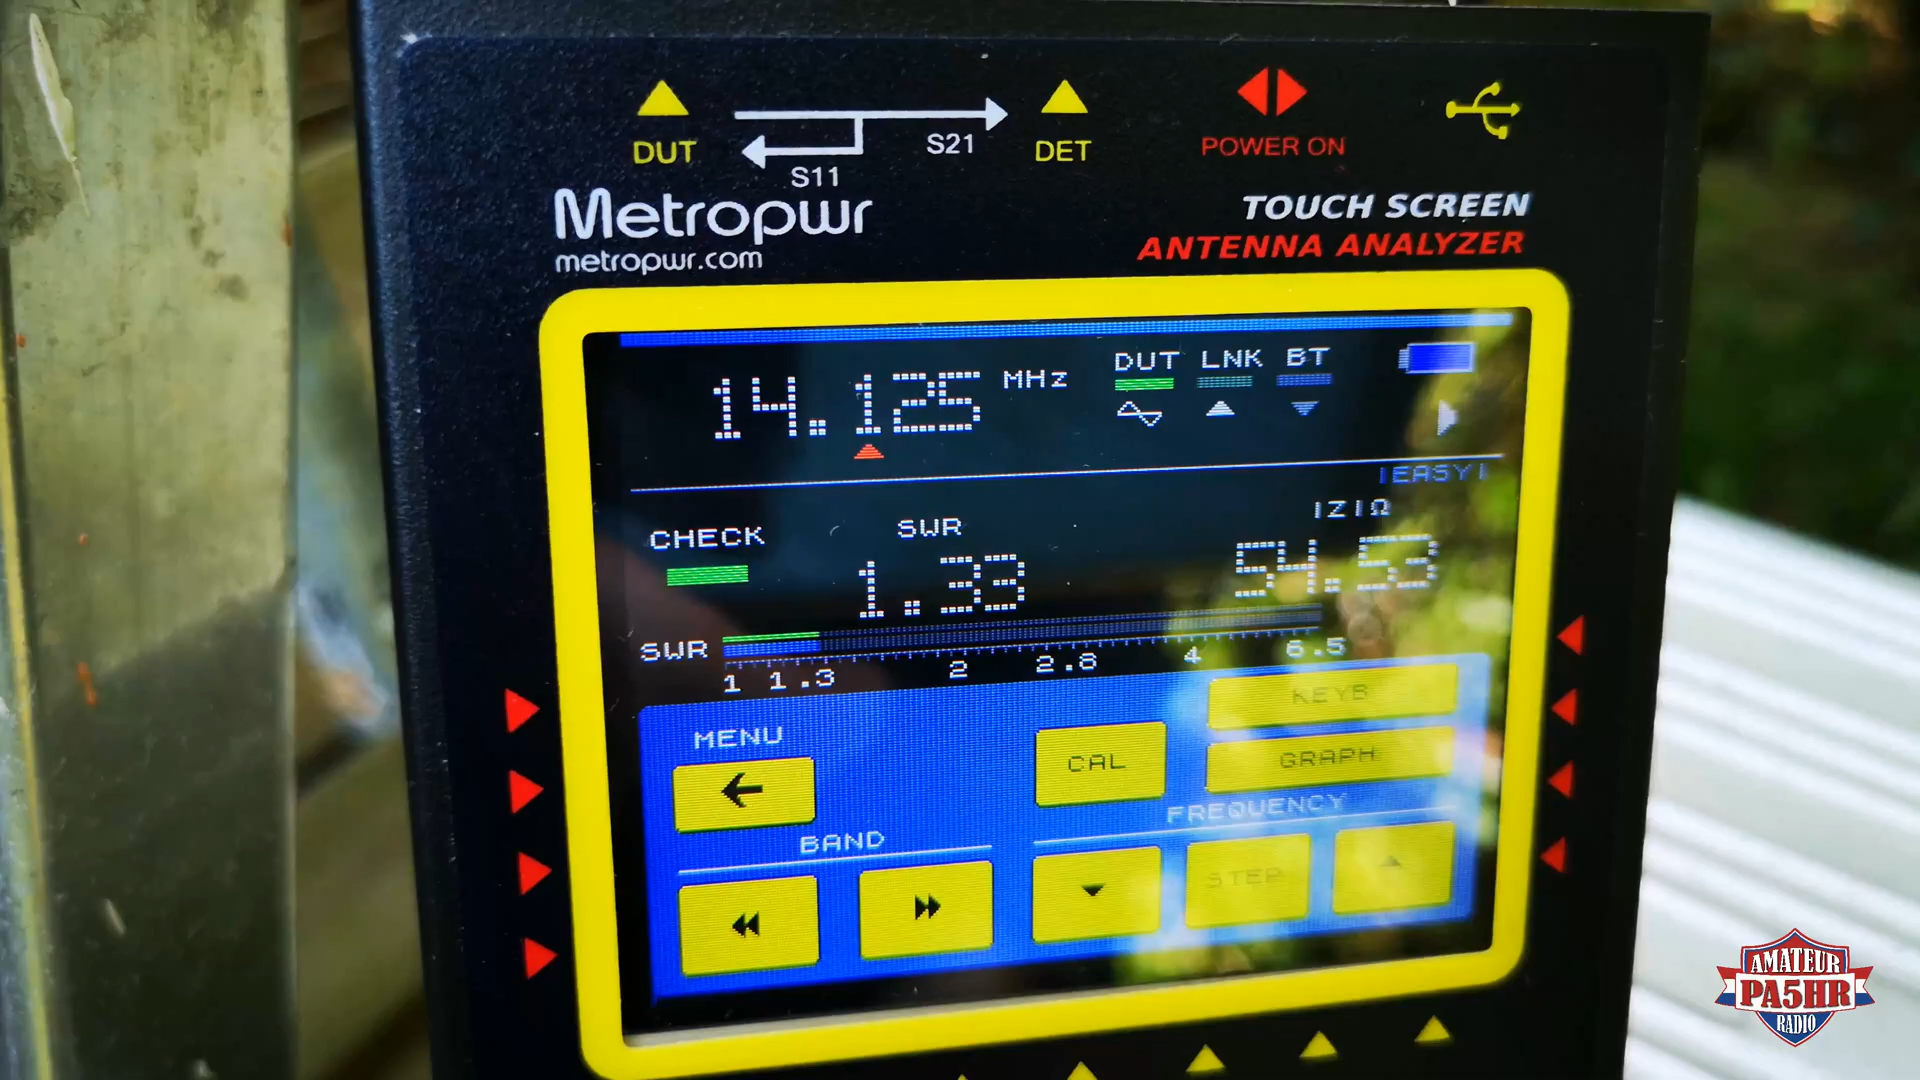 DUT
S11
S21
DET
POWER ON
Metropwr
metropwr.com
TOUCH SCREEN
ANTENNA ANALYZER
14.125 MHz
DUT LNK BT
|EASY|
CHECK
SWR
1.33
|Z|Ω
54.53
SWR
1 1.3 2 2.8 4 6.5
MENU
CAL
KEYB
GRAPH
BAND
FREQUENCY
STEP
AMATEUR
PA5HR
RADIO